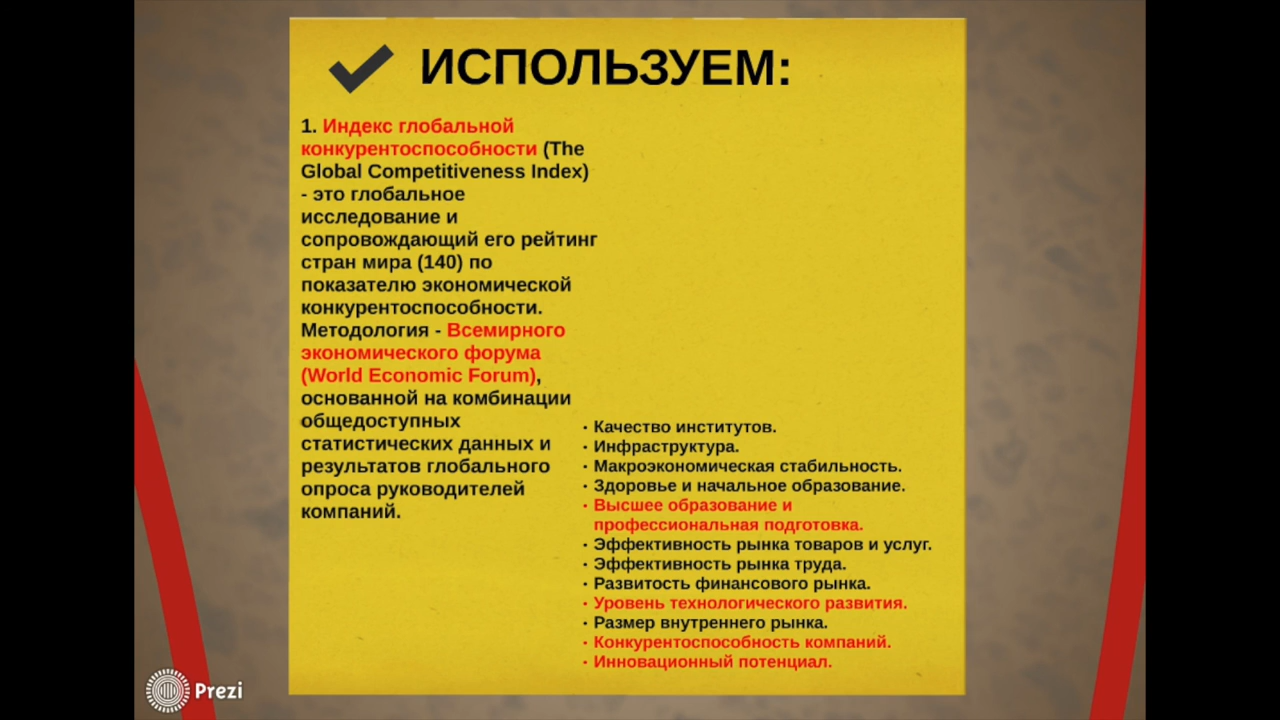 ИСПОЛЬЗУЕМ:
1. Индекс глобальной
конкурентоспособности (The
Global Competitiveness Index)
- это глобальное
исследование и
сопровождающий его рейтинг
стран мира (140) по
показателю экономической
конкурентоспособности.
Методология - Всемирного
экономического форума
(World Economic Forum),
основанной на комбинации
общедоступных
статистических данных и
результатов глобального
опроса руководителей
компаний.
· Качество институтов.
· Инфраструктура.
· Макроэкономическая стабильность.
· Здоровье и начальное образование.
· Высшее образование и
профессиональная подготовка.
· Эффективность рынка товаров и услуг.
· Эффективность рынка труда.
· Развитость финансового рынка.
· Уровень технологического развития.
· Размер внутреннего рынка.
· Конкурентоспособность компаний.
· Инновационный потенциал.
Prezi